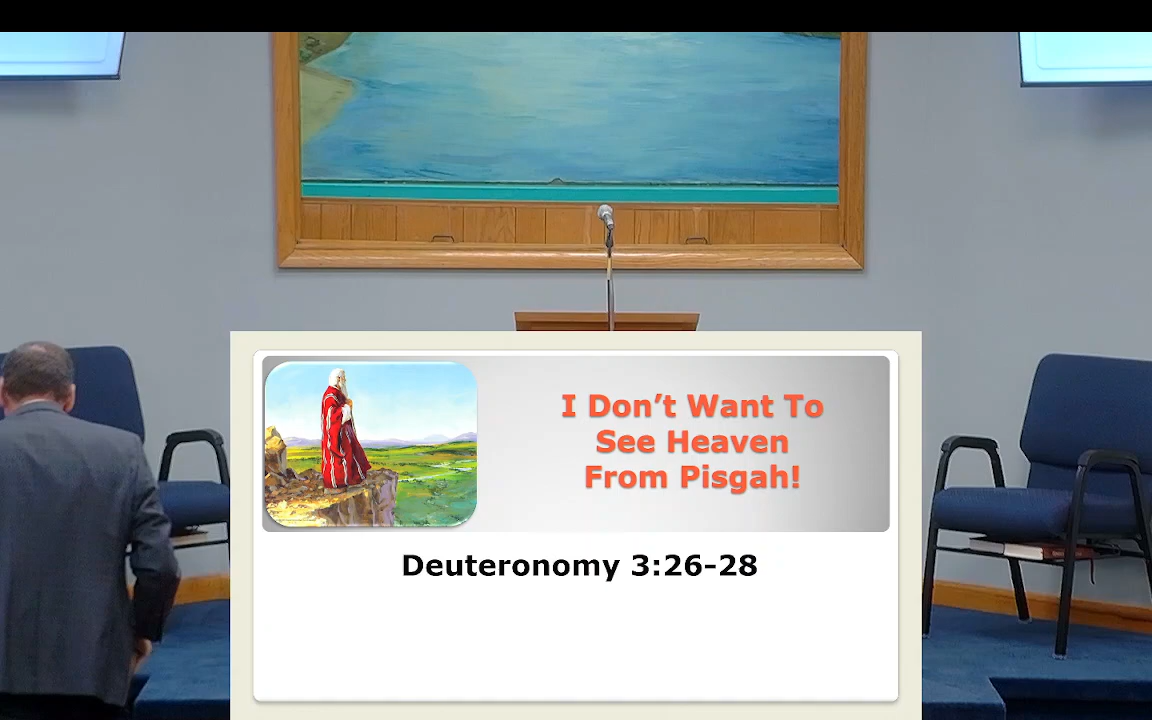 I Don’t Want To
See Heaven
From Pisgah!
Deuteronomy 3:26-28